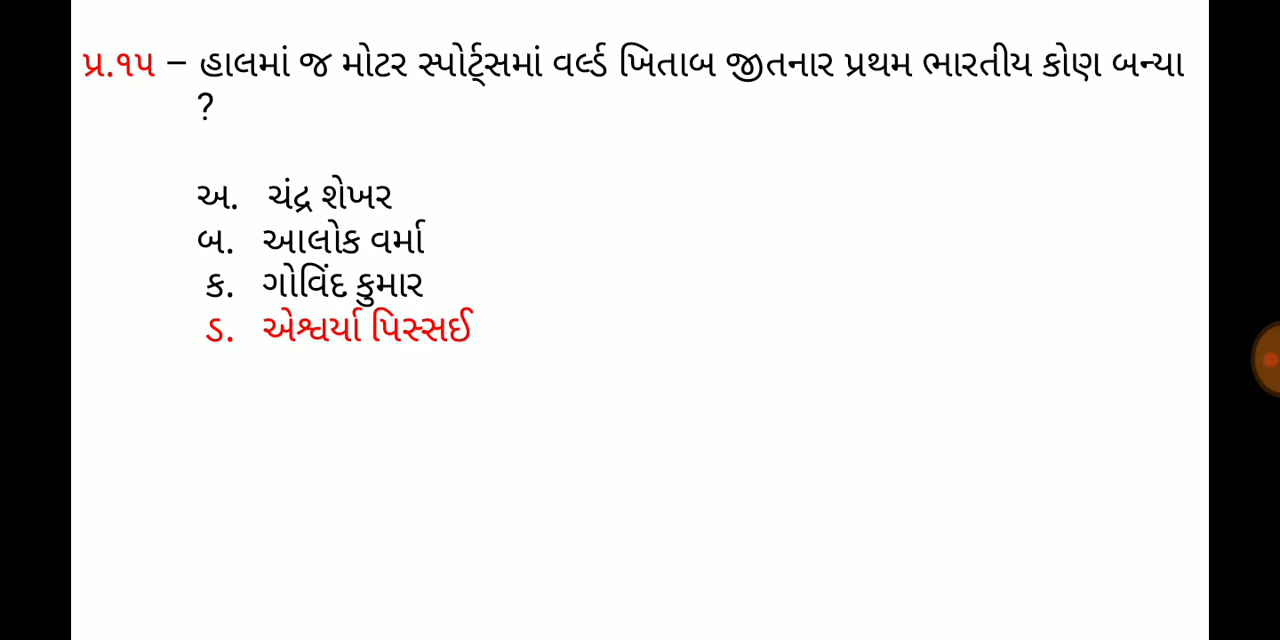 પ્ર.૧૫ – હાલમાં જ મોટર સ્પોર્ટ્સમાં વર્લ્ડ ખિતાબ જીતનાર પ્રથમ ભારતીય કોણ બન્યા
?
અ. ચંદ્ર શેખર
બ. આલોક વર્મા
ક. ગોવિંદ કુમાર
ડ. એશ્વર્યા પિસ્સઈ